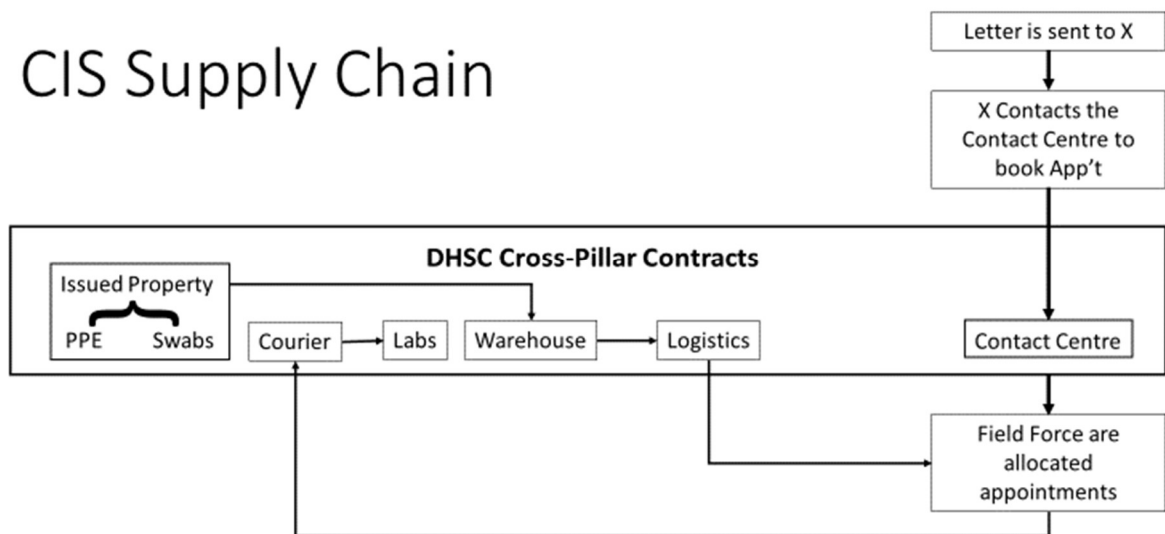 CIS Supply Chain
Letter is sent to X
X Contacts the
Contact Centre to
book App't
DHSC Cross-Pillar Contracts
Issued Property
PPE
Swabs
Courier
Labs
Warehouse
Logistics
Contact Centre
Field Force are
allocated
appointments